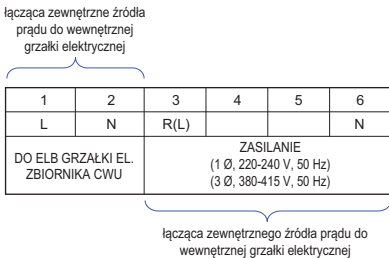 łącząca zewnętrzne źródła
prądu do wewnętrznej
grzałki elektrycznej
1 2 3 4 5 6
L N R(L) N
DO ELB GRZAŁKI EL.
ZBIORNIKA CWU
ZASILANIE
(1 Ø, 220-240 V, 50 Hz)
(3 Ø, 380-415 V, 50 Hz)
łącząca zewnętrznego źródła prądu do
wewnętrznej grzałki elektrycznej